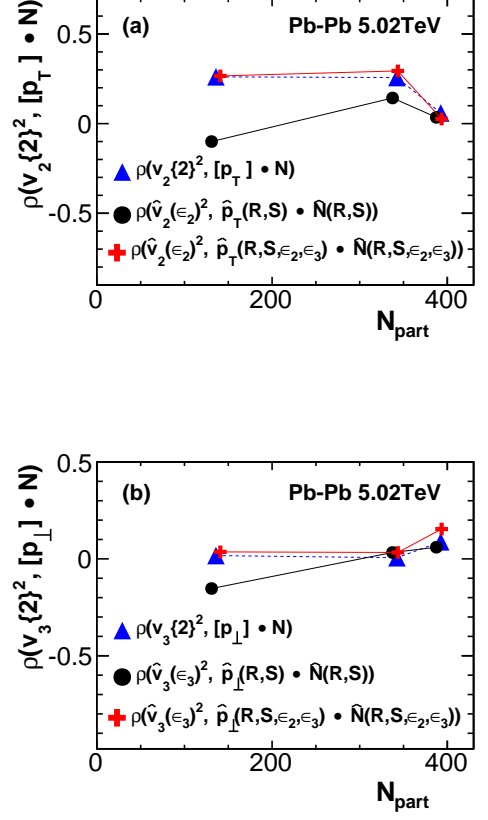 ρ(v₂{2}², [p_T] • N)
0.5
0
-0.5
(a)
Pb-Pb 5.02TeV
ρ(v₂{2}², [p_T] • N)
ρ(v̂₂(∈₂)², p̂_T(R,S) • N̂(R,S))
ρ(v̂₂(∈₂)², p̂_T(R,S,∈₂,∈₃) • N̂(R,S,∈₂,∈₃))
0 200 400
N_part
ρ(v₃{2}², [p_⊥] • N)
0.5
0
-0.5
(b)
Pb-Pb 5.02TeV
ρ(v₃{2}², [p_⊥] • N)
ρ(v̂₃(∈₃)², p̂_⊥(R,S) • N̂(R,S))
ρ(v̂₃(∈₃)², p̂_⊥(R,S,∈₂,∈₃) • N̂(R,S,∈₂,∈₃))
0 200 400
N_part